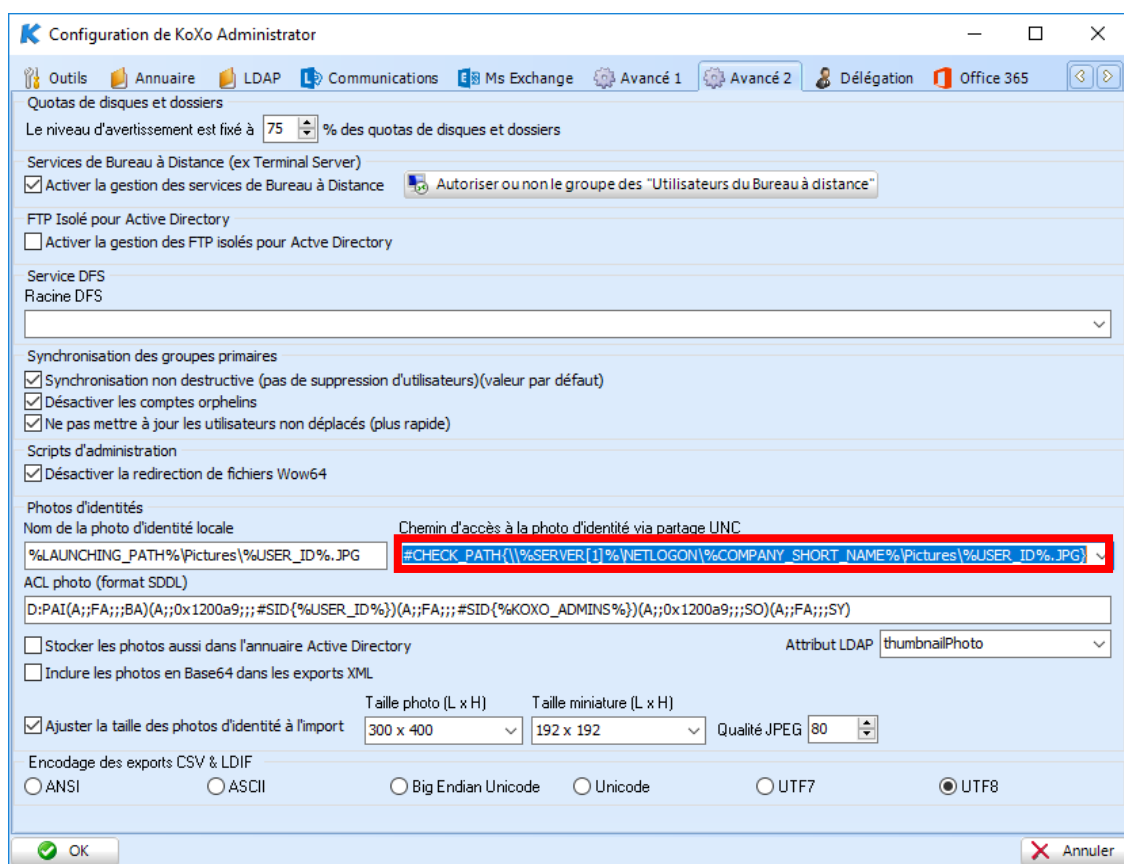 Configuration de KoXo Administrator
Outils Annuaire LDAP Communications Ms Exchange Avancé 1 Avancé 2 Délégation Office 365
Quotas de disques et dossiers
Le niveau d'avertissement est fixé à 75 % des quotas de disques et dossiers
Services de Bureau à Distance (ex Terminal Server)
Activer la gestion des services de Bureau à Distance Autoriser ou non le groupe des "Utilisateurs du Bureau à distance"
FTP Isolé pour Active Directory
Activer la gestion des FTP isolés pour Actve Directory
Service DFS
Racine DFS
Synchronisation des groupes primaires
Synchronisation non destructive (pas de suppression d'utilisateurs)(valeur par défaut)
Désactiver les comptes orphelins
Ne pas mettre à jour les utilisateurs non déplacés (plus rapide)
Scripts d'administration
Désactiver la redirection de fichiers Wow64
Photos d'identités
Nom de la photo d'identité locale Chemin d'accès à la photo d'identité via partage UNC
%LAUNCHING_PATH%\Pictures\%USER_ID%.JPG #CHECK_PATH{\\%SERVER[1]%\NETLOGON\%COMPANY_SHORT_NAME%\Pictures\%USER_ID%.JPG}
ACL photo (format SDDL)
D:PAI(A;;FA;;;BA)(A;;0x1200a9;;;#SID{%USER_ID%})(A;;FA;;;#SID{%KOXO_ADMINS%})(A;;0x1200a9;;;SO)(A;;FA;;;SY)
Stocker les photos aussi dans l'annuaire Active Directory Attribut LDAP thumbnailPhoto
Inclure les photos en Base64 dans les exports XML
Taille photo (L x H) Taille miniature (L x H)
Ajuster la taille des photos d'identité à l'import 300 x 400 192 x 192 Qualité JPEG 80
Encodage des exports CSV & LDIF
ANSI ASCII Big Endian Unicode Unicode UTF7 UTF8
OK Annuler